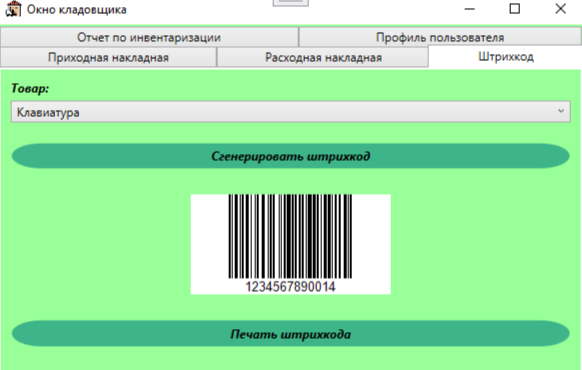 Окно кладовщика
Отчет по инвентаризации
Профиль пользователя
Приходная накладная
Расходная накладная
Штрихкод
Товар:
Клавиатура
Сгенерировать штрихкод
1234567890014
Печать штрихкода